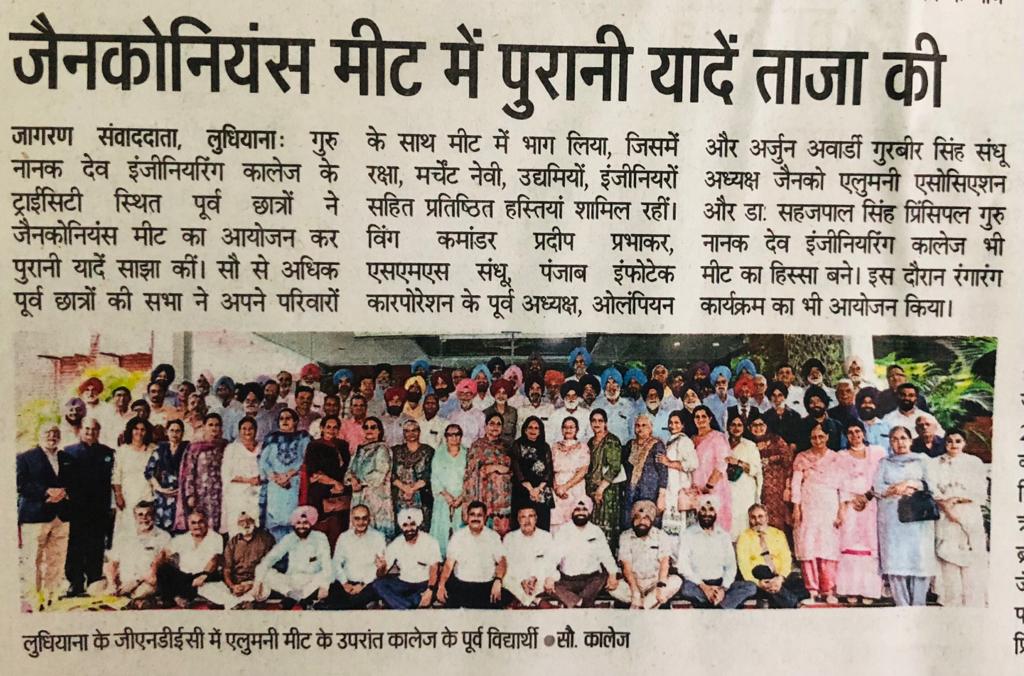 जैनकोनियंस मीट में पुरानी यादें ताजा की
जागरण संवाददाता, लुधियाना: गुरु
नानक देव इंजीनियरिंग कालेज के
ट्राईसिटी स्थित पूर्व छात्रों ने
जैनकोनियंस मीट का आयोजन कर
पुरानी यादें साझा कीं। सौ से अधिक
पूर्व छात्रों की सभा ने अपने परिवारों
के साथ मीट में भाग लिया, जिसमें
रक्षा, मर्चेंट नेवी, उद्यमियों, इंजीनियरों
सहित प्रतिष्ठित हस्तियां शामिल रहीं।
विंग कमांडर प्रदीप प्रभाकर,
एसएमएस संधू, पंजाब इंफोटेक
कारपोरेशन के पूर्व अध्यक्ष, ओलंपियन
और अर्जुन अवार्डी गुरबीर सिंह संधू
अध्यक्ष जैनको एलुमनी एसोसिएशन
और डा. सहजपाल सिंह प्रिंसिपल गुरु
नानक देव इंजीनियरिंग कालेज भी
मीट का हिस्सा बने। इस दौरान रंगारंग
कार्यक्रम का भी आयोजन किया।
लुधियाना के जीएनडीईसी में एलुमनी मीट के उपरांत कालेज के पूर्व विद्यार्थी ● सौ. कालेज